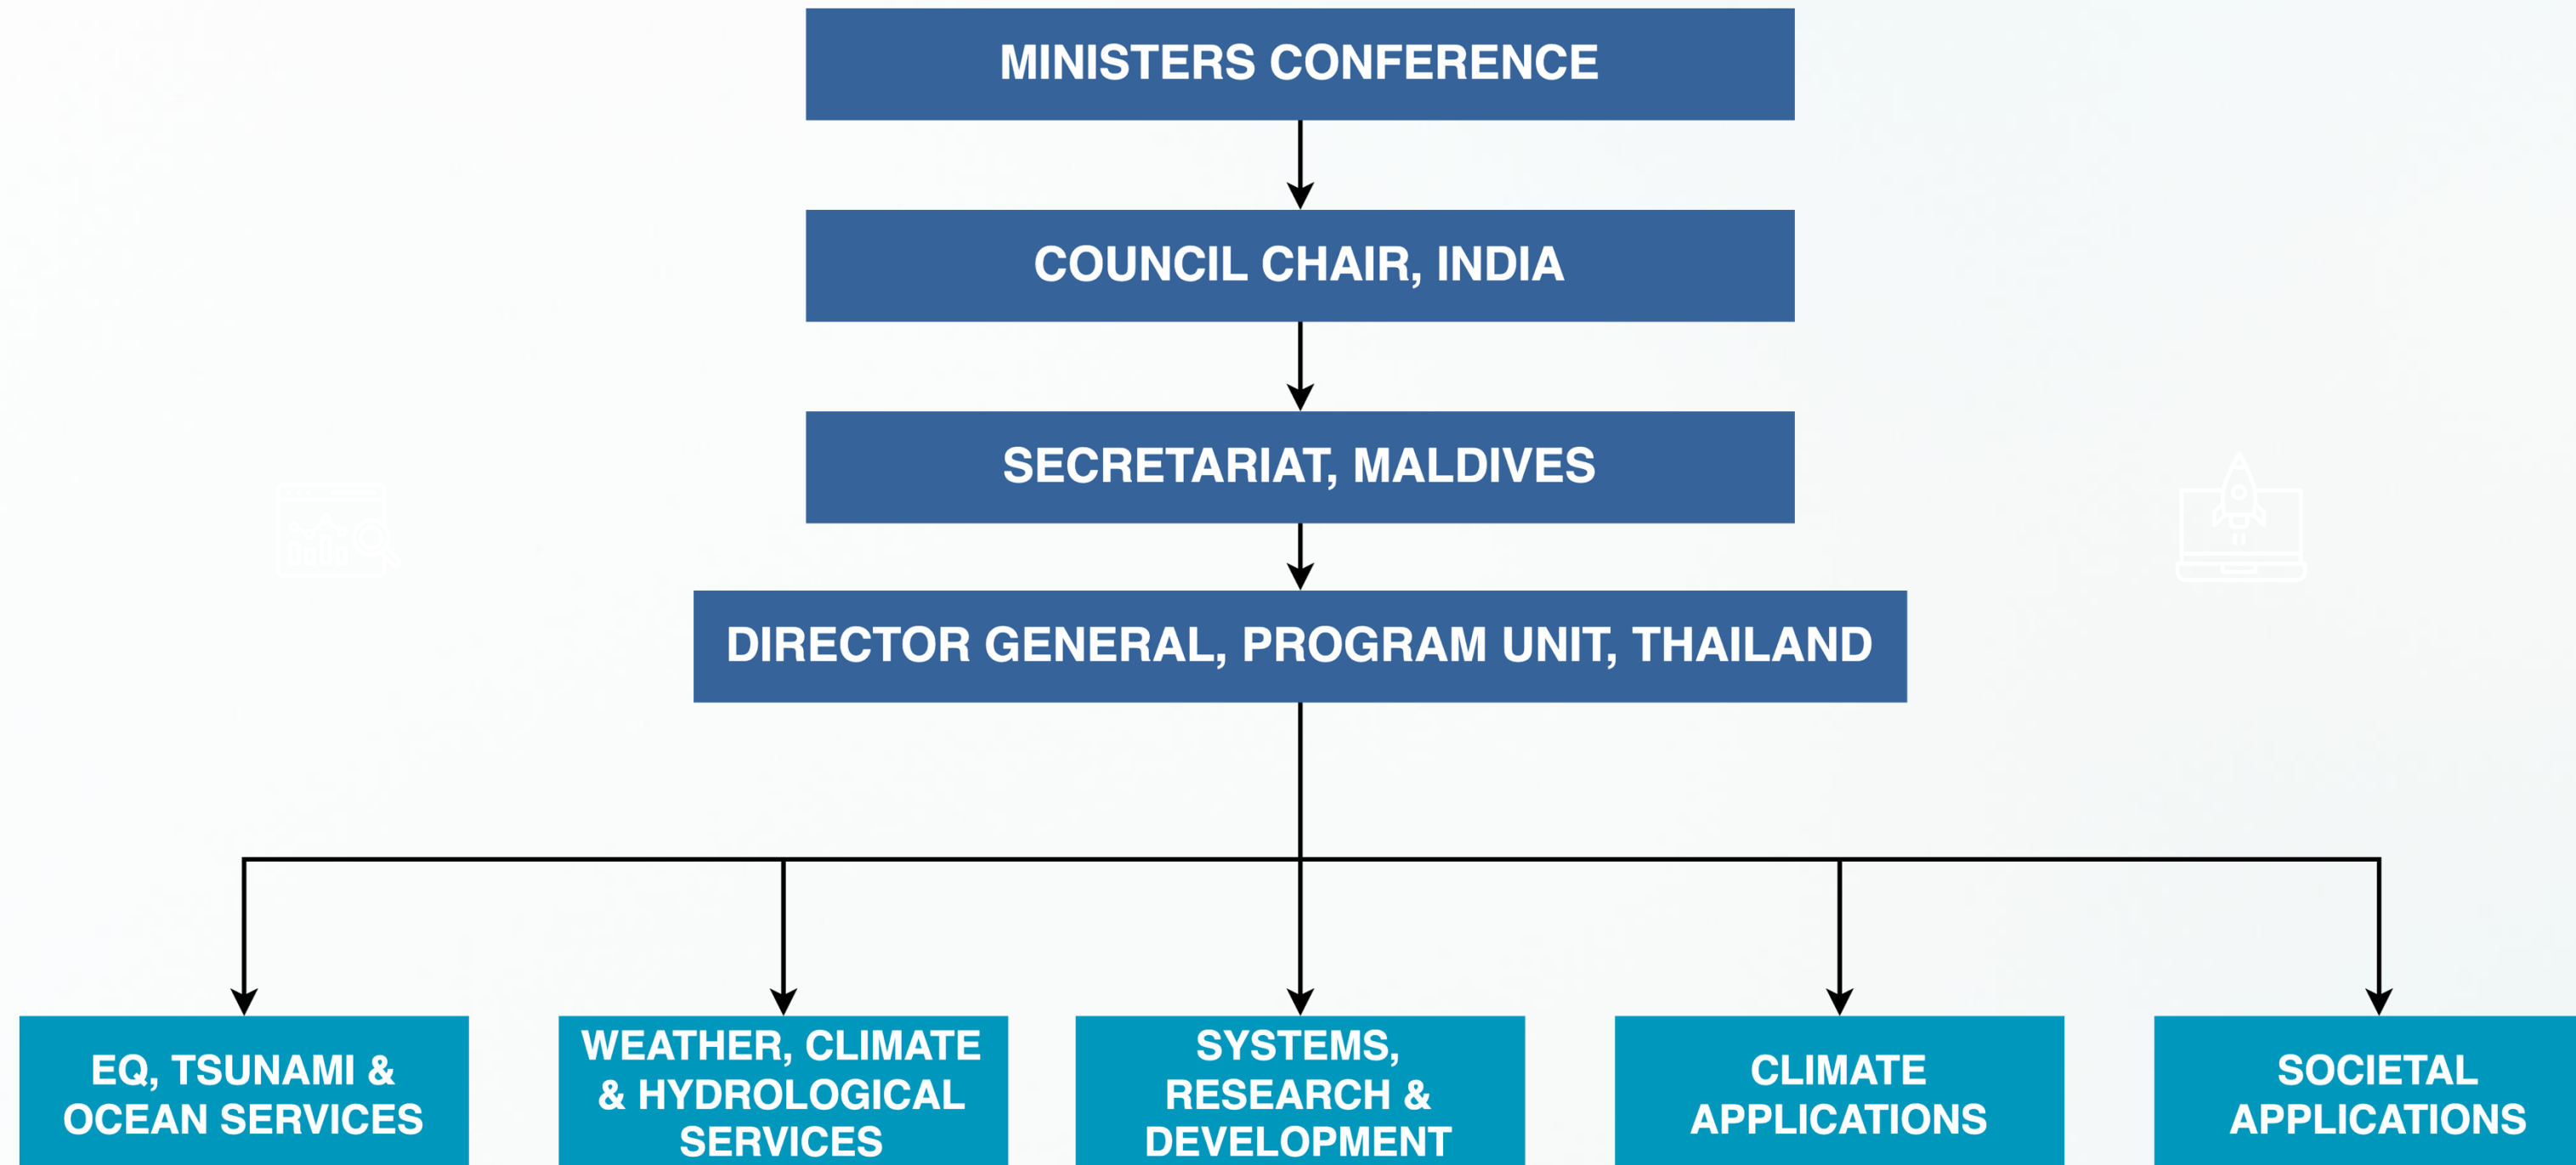 MINISTERS CONFERENCE
COUNCIL CHAIR, INDIA
SECRETARIAT, MALDIVES
DIRECTOR GENERAL, PROGRAM UNIT, THAILAND
EQ, TSUNAMI &
OCEAN SERVICES
WEATHER, CLIMATE
& HYDROLOGICAL
SERVICES
SYSTEMS,
RESEARCH &
DEVELOPMENT
CLIMATE
APPLICATIONS
SOCIETAL
APPLICATIONS